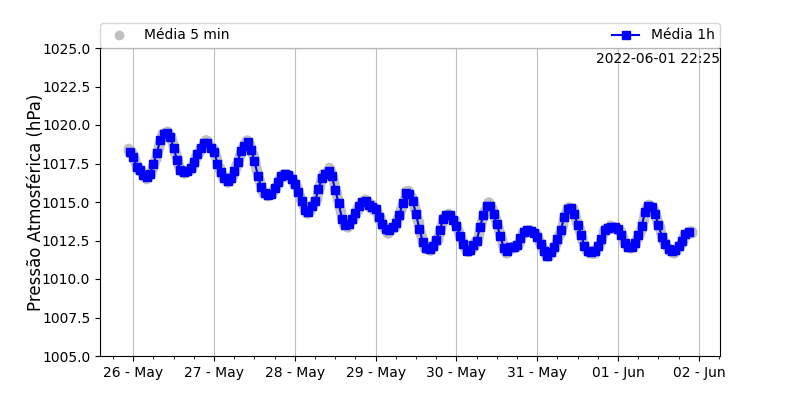 Média 5 min
Média 1h
2022-06-01 22:25
Pressão Atmosférica (hPa)
1025.0
1022.5
1020.0
1017.5
1015.0
1012.5
1010.0
1007.5
1005.0
26 - May
27 - May
28 - May
29 - May
30 - May
31 - May
01 - Jun
02 - Jun